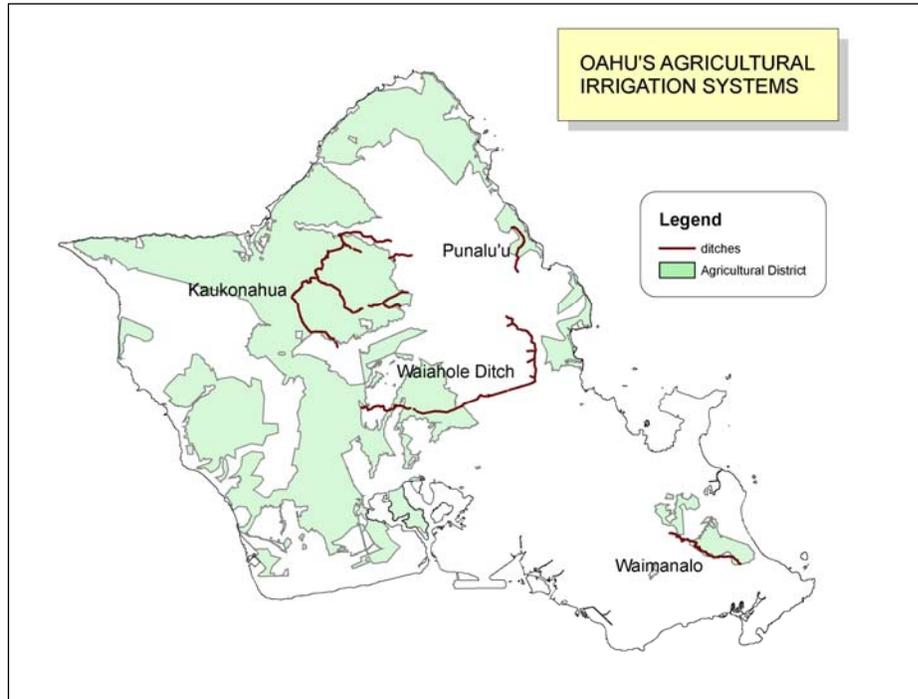 OAHU'S AGRICULTURAL
IRRIGATION SYSTEMS
Legend
ditches
Agricultural District
Punalu'u
Kaukonahua
Waiahole Ditch
Waimanalo